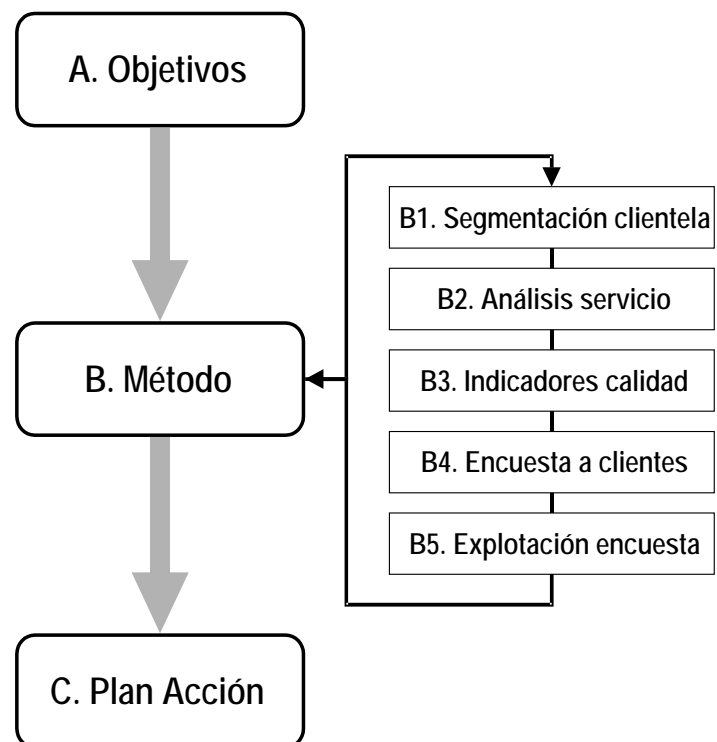 A. Objetivos
B1. Segmentación clientela
B2. Análisis servicio
B. Método
B3. Indicadores calidad
B4. Encuesta a clientes
B5. Explotación encuesta
C. Plan Acción